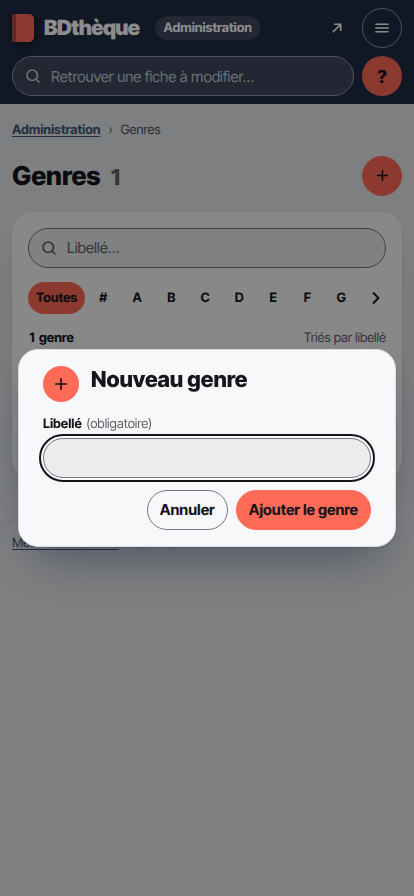 BDthèque Administration
Retrouver une fiche à modifier... ?
Administration › Genres
Genres 1
Libellé...
Toutes # A B C D E F G
1 genre Triés par libellé
Nouveau genre
Libellé (obligatoire)
Annuler Ajouter le genre